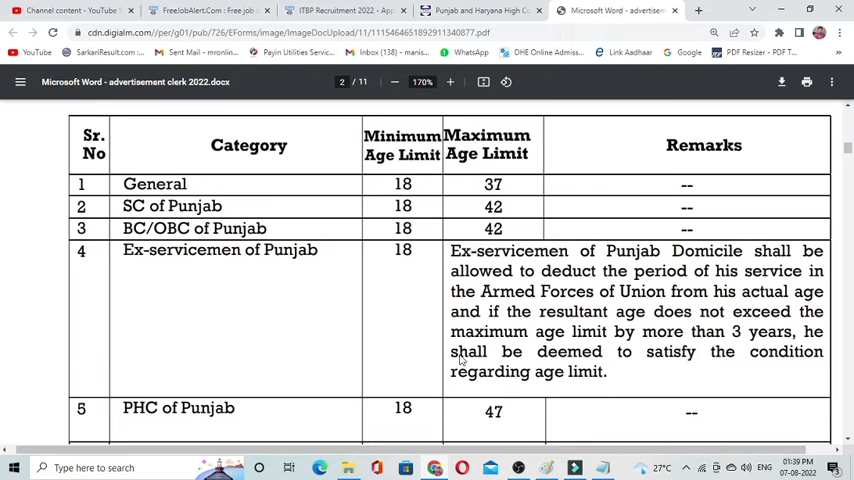 Channel content - YouTube S
FreeJobAlert.Com : Free job a
ITBP Recruitment 2022 - App
Punjab and Haryana High Co
Microsoft Word - advertisemen
cdn.digialm.com//per/g01/pub/726/EForms/image/ImageDocUpload/11/1115465185289911340877.pdf
YouTube
SarkariResult.com
Sent Mail - mronline
Payin Utilities Servic...
Inbox (138) - manis...
WhatsApp
DHE Online Admissi...
Link Aadhaar
Google
PDF Resizer -
PDF_Tool
Microsoft Word - advertisement clerk 2022.docx
2 / 11
170%
Sr. No Category Minimum Age Limit Maximum Age Limit Remarks
1 General 18 37 --
2 SC of Punjab 18 42 --
3 BC/OBC of Punjab 18 42 --
4 Ex-servicemen of Punjab 18 Ex-servicemen of Punjab Domicile shall be
allowed to deduct the period of his service in
the Armed Forces of Union from his actual age
and if the resultant age does not exceed the
maximum age limit by more than 3 years, he
shall be deemed to satisfy the condition
regarding age limit.
5 PHC of Punjab 18 47 --
Type here to search
27°C
ENG
01:39 PM
07-08-2022
3